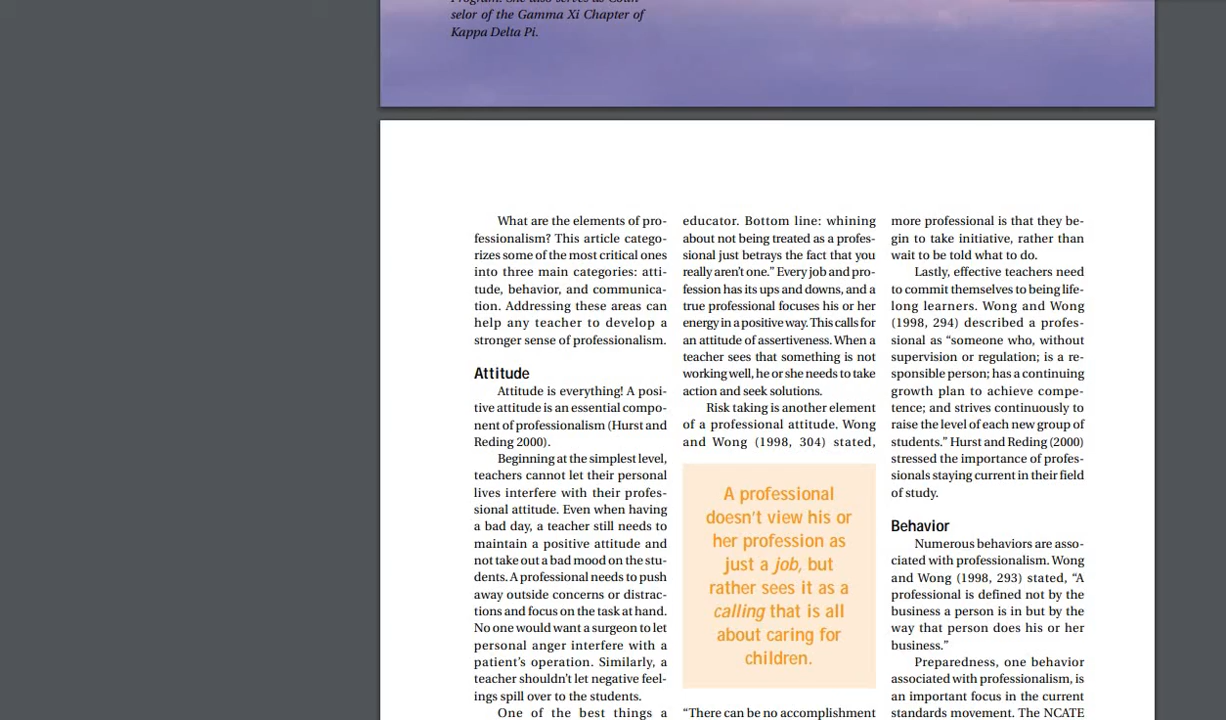 selor of the Gamma Xi Chapter of
Kappa Delta Pi.
What are the elements of pro-
fessionalism? This article catego-
rizes some of the most critical ones
into three main categories: atti-
tude, behavior, and communica-
tion. Addressing these areas can
help any teacher to develop a
stronger sense of professionalism.
Attitude
Attitude is everything! A posi-
tive attitude is an essential compo-
nent of professionalism (Hurst and
Reding 2000).
Beginning at the simplest level,
teachers cannot let their personal
lives interfere with their profes-
sional attitude. Even when having
a bad day, a teacher still needs to
maintain a positive attitude and
not take out a bad mood on the stu-
dents. A professional needs to push
away outside concerns or distrac-
tions and focus on the task at hand.
No one would want a surgeon to let
personal anger interfere with a
patient's operation. Similarly, a
teacher shouldn't let negative feel-
ings spill over to the students.
One of the best things a
educator. Bottom line: whining
about not being treated as a profes-
sional just betrays the fact that you
really aren't one." Every job and pro-
fession has its ups and downs, and a
true professional focuses his or her
energy in a positive way. This calls for
an attitude of assertiveness. When a
teacher sees that something is not
working well, he or she needs to take
action and seek solutions.
Risk taking is another element
of a professional attitude. Wong
and Wong (1998, 304) stated,
A professional
doesn't view his or
her profession as
just a job, but
rather sees it as a
calling that is all
about caring for
children.
"There can be no accomplishment
more professional is that they be-
gin to take initiative, rather than
wait to be told what to do.
Lastly, effective teachers need
to commit themselves to being life-
long learners. Wong and Wong
(1998, 294) described a profes-
sional as "someone who, without
supervision or regulation; is a re-
sponsible person; has a continuing
growth plan to achieve compe-
tence; and strives continuously to
raise the level of each new group of
students." Hurst and Reding (2000)
stressed the importance of profes-
sionals staying current in their field
of study.
Behavior
Numerous behaviors are asso-
ciated with professionalism. Wong
and Wong (1998, 293) stated, "A
professional is defined not by the
business a person is in but by the
way that person does his or her
business."
Preparedness, one behavior
associated with professionalism, is
an important focus in the current
standards movement. The NCATE